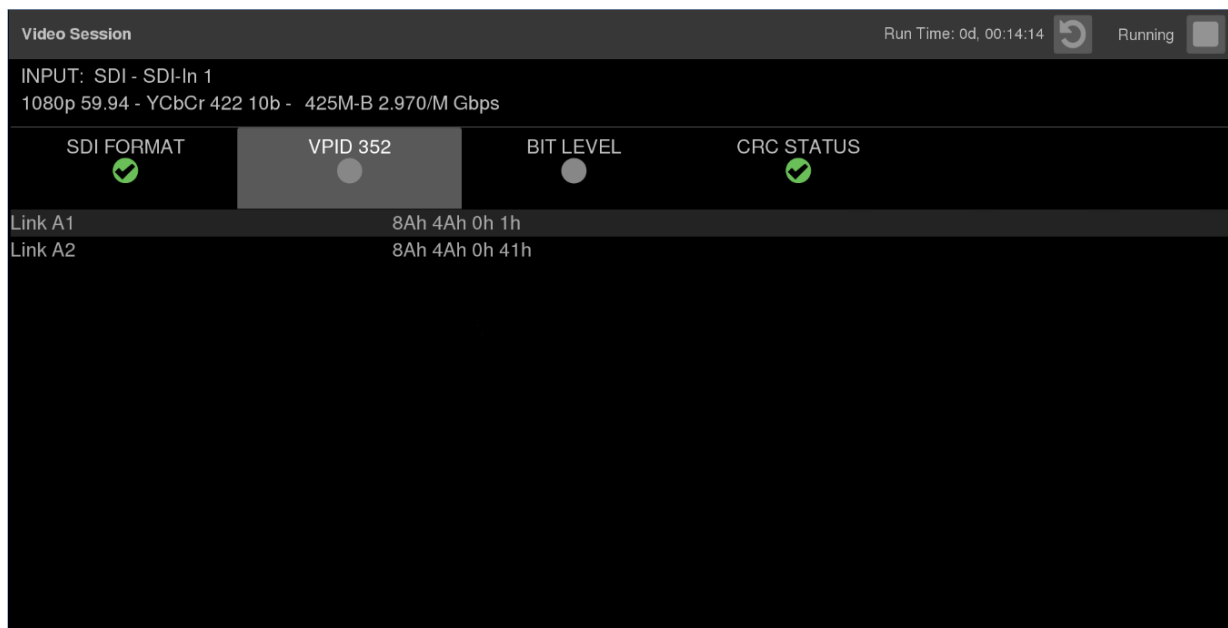 Video Session Run Time: 0d, 00:14:14 Running
INPUT: SDI - SDI-In 1
1080p 59.94 - YCbCr 422 10b - 425M-B 2.970/M Gbps
SDI FORMAT VPID 352 BIT LEVEL CRC STATUS
Link A1 8Ah 4Ah 0h 1h
Link A2 8Ah 4Ah 0h 41h